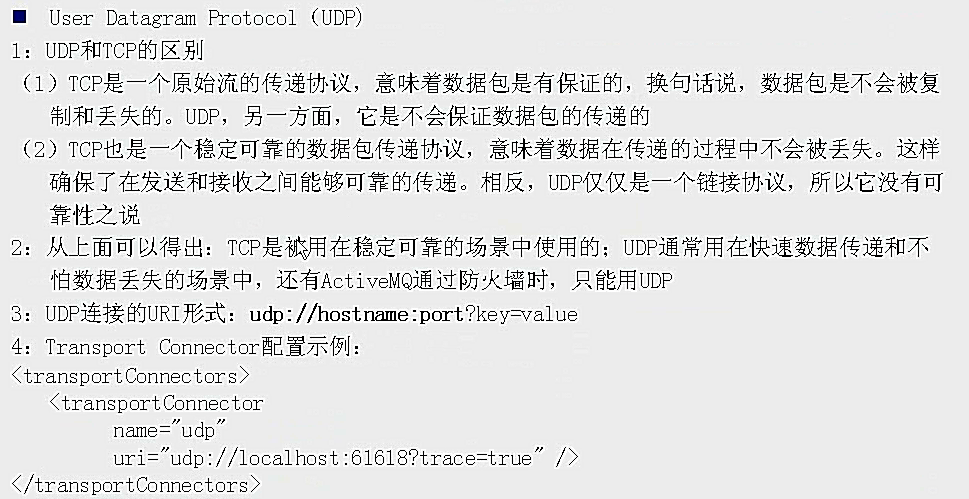 ■ User Datagram Protocol (UDP)
1：UDP和TCP的区别
（1）TCP是一个原始流的传递协议，意味着数据包是有保证的，换句话说，数据包是不会被复
制和丢失的。UDP，另一方面，它是不会保证数据包的传递的
（2）TCP也是一个稳定可靠的数据包传递协议，意味着数据在传递的过程中不会被丢失。这样
确保了在发送和接收之间能够可靠的传递。相反，UDP仅仅是一个链接协议，所以它没有可
靠性之说
2：从上面可以得出：TCP是被用在稳定可靠的场景中使用的；UDP通常用在快速数据传递和不
怕数据丢失的场景中，还有ActiveMQ通过防火墙时，只能用UDP
3：UDP连接的URI形式：udp://hostname:port?key=value
4：Transport Connector配置示例：
<transportConnectors>
<transportConnector
name="udp"
uri="udp://localhost:61618?trace=true" />
</transportConnectors>